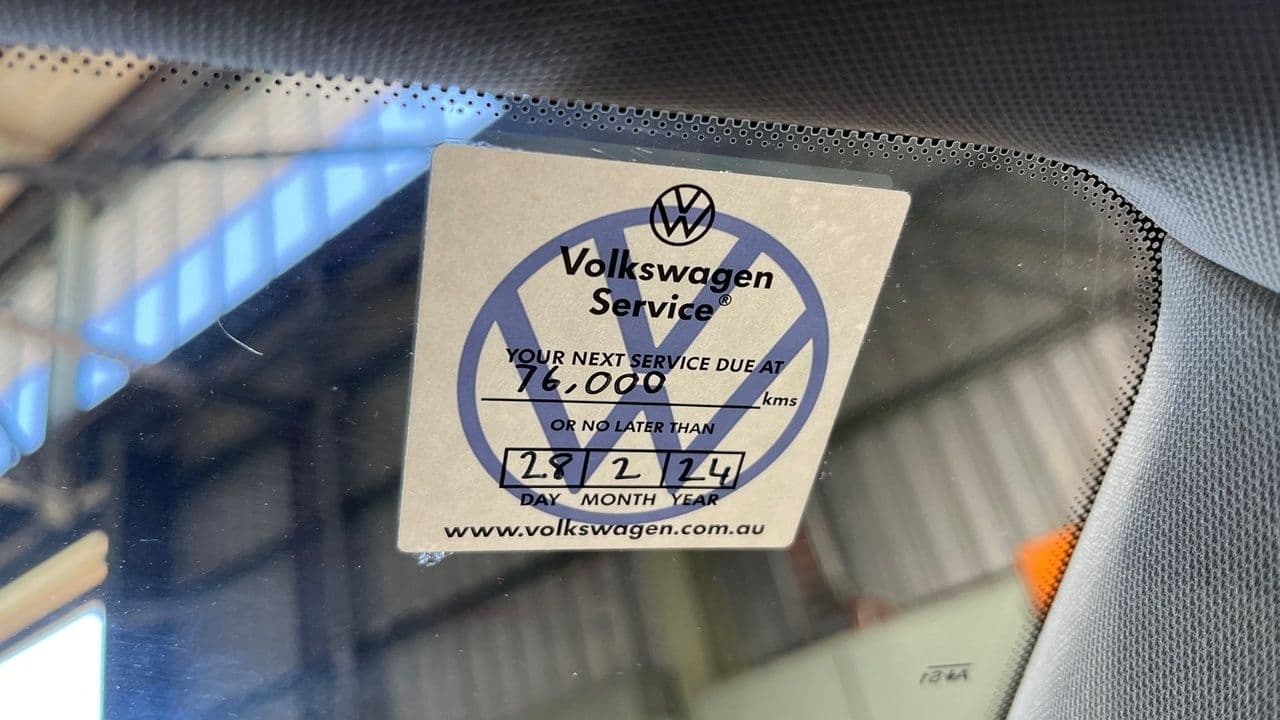 Volkswagen
Service®
YOUR NEXT SERVICE DUE AT
76,000 kms
OR NO LATER THAN
28 2 24
DAY MONTH YEAR
www.volkswagen.com.au